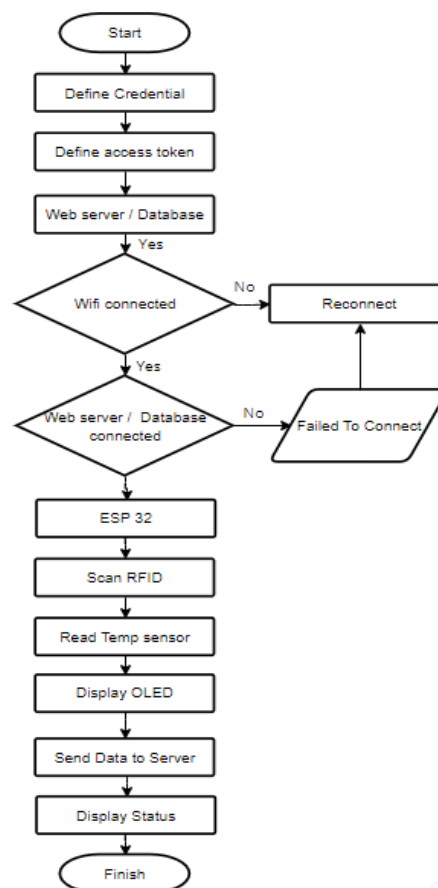 Start
Define Credential
Define access token
Web server / Database
Yes
Wifi connected
No
Reconnect
Yes
Web server / Database
connected
No
Failed To Connect
ESP 32
Scan RFID
Read Temp sensor
Display OLED
Send Data to Server
Display Status
Finish